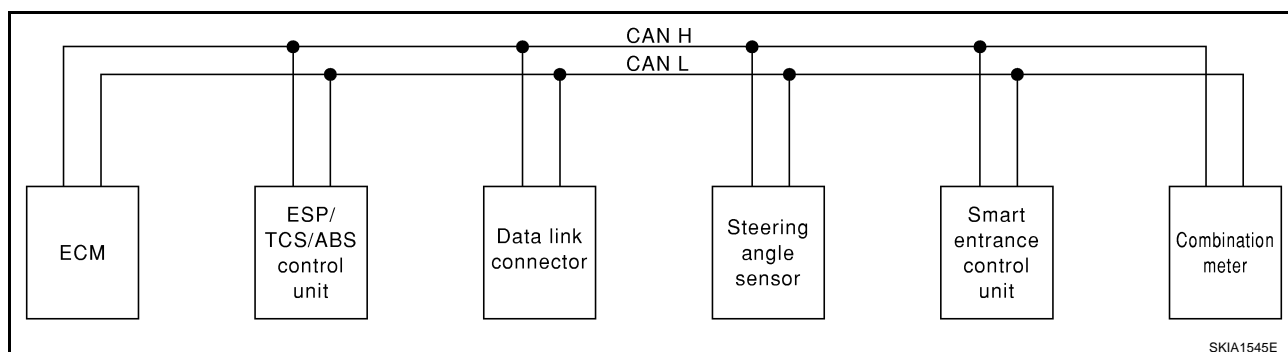 CAN H
CAN L
ECM
ESP/
TCS/ABS
control
unit
Data link
connector
Steering
angle
sensor
Smart
entrance
control
unit
Combination
meter
SKIA1545E